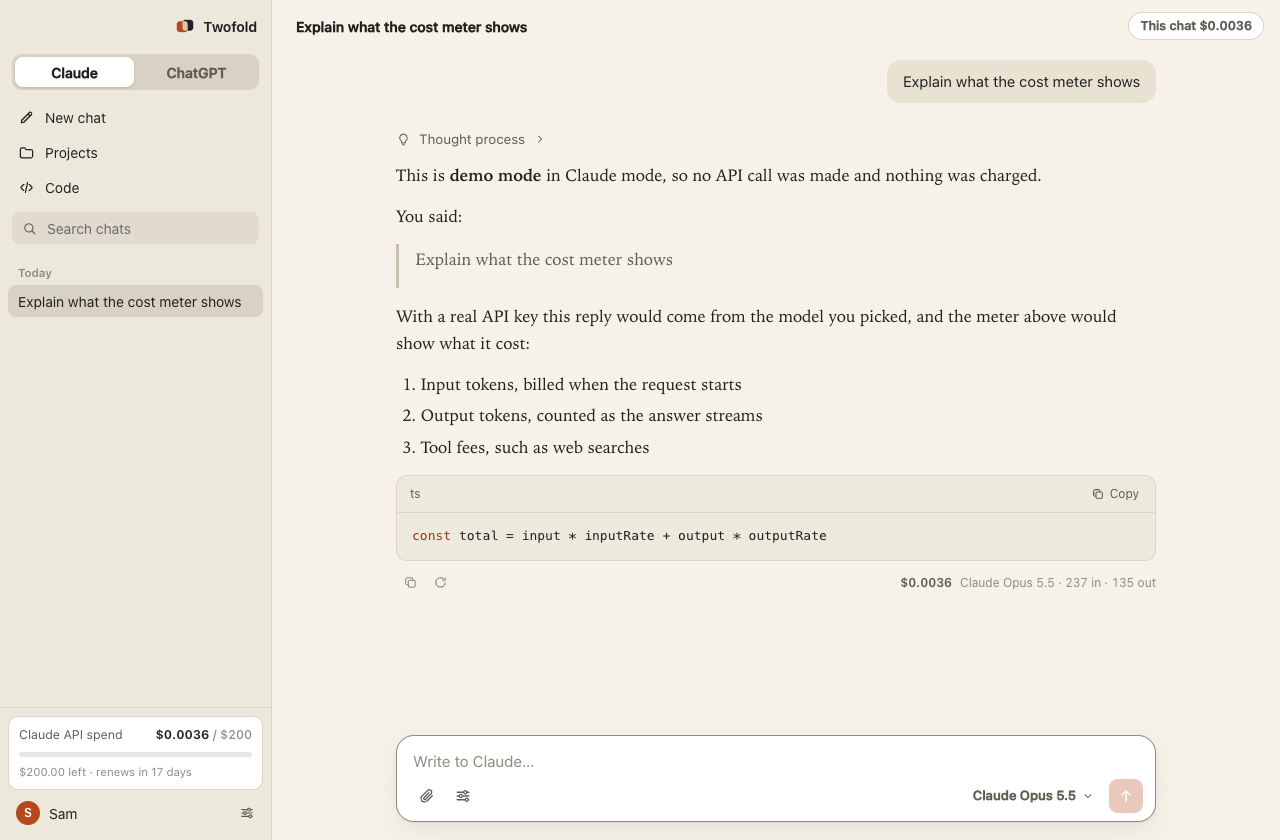 Twofold
Claude
ChatGPT
New chat
Projects
Code
Search chats
Today
Explain what the cost meter shows
Claude API spend
$0.0036 / $200
$200.00 left · renews in 17 days
S
Sam
Explain what the cost meter shows
This chat $0.0036
Explain what the cost meter shows
Thought process
This is demo mode in Claude mode, so no API call was made and nothing was charged.
You said:
Explain what the cost meter shows
With a real API key this reply would come from the model you picked, and the meter above would
show what it cost:
1. Input tokens, billed when the request starts
2. Output tokens, counted as the answer streams
3. Tool fees, such as web searches
ts
Copy
const total = input * inputRate + output * outputRate
$0.0036 Claude Opus 5.5 · 237 in · 135 out
Write to Claude…
Claude Opus 5.5